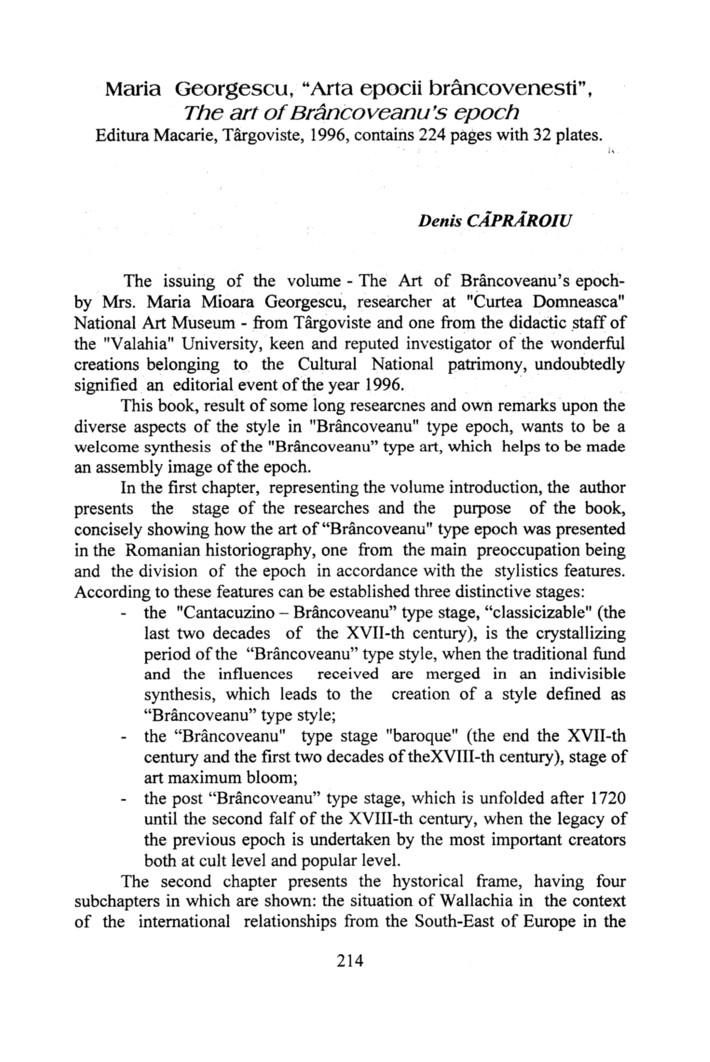 Maria Georgescu, “Arta epocii brâncovenesti”,
The art of Brâncoveanu's epoch
Editura Macarie, Târgoviste, 1996, contains 224 pages with 32 plates.
Denis CÃPRÃROIU
The issuing of the volume - The Art of Brâncoveanu's epoch-
by Mrs. Maria Mioara Georgescu, researcher at "Curtea Domneasca"
National Art Museum - from Târgoviste and one from the didactic staff of
the "Valahia" University, keen and reputed investigator of the wonderful
creations belonging to the Cultural National patrimony, undoubtedly
signified an editorial event of the year 1996.
This book, result of some long researcnes and own remarks upon the
diverse aspects of the style in "Brâncoveanu" type epoch, wants to be a
welcome synthesis of the "Brâncoveanu” type art, which helps to be made
an assembly image of the epoch.
In the first chapter, representing the volume introduction, the author
presents the stage of the researches and the purpose of the book,
concisely showing how the art of “Brâncoveanu" type epoch was presented
in the Romanian historiography, one from the main preoccupation being
and the division of the epoch in accordance with the stylistics features.
According to these features can be established three distinctive stages:
- the "Cantacuzino – Brâncoveanu” type stage, “classicizable" (the
last two decades of the XVII-th century), is the crystallizing
period of the “Brâncoveanu” type style, when the traditional fund
and the influences received are merged in an indivisible
synthesis, which leads to the creation of a style defined as
“Brâncoveanu” type style;
- the “Brâncoveanu" type stage "baroque" (the end the XVII-th
century and the first two decades of theXVIII-th century), stage of
art maximum bloom;
- the post “Brâncoveanu” type stage, which is unfolded after 1720
until the second falf of the XVIII-th century, when the legacy of
the previous epoch is undertaken by the most important creators
both at cult level and popular level.
The second chapter presents the hystorical frame, having four
subchapters in which are shown: the situation of Wallachia in the context
of the international relationships from the South-East of Europe in the
214